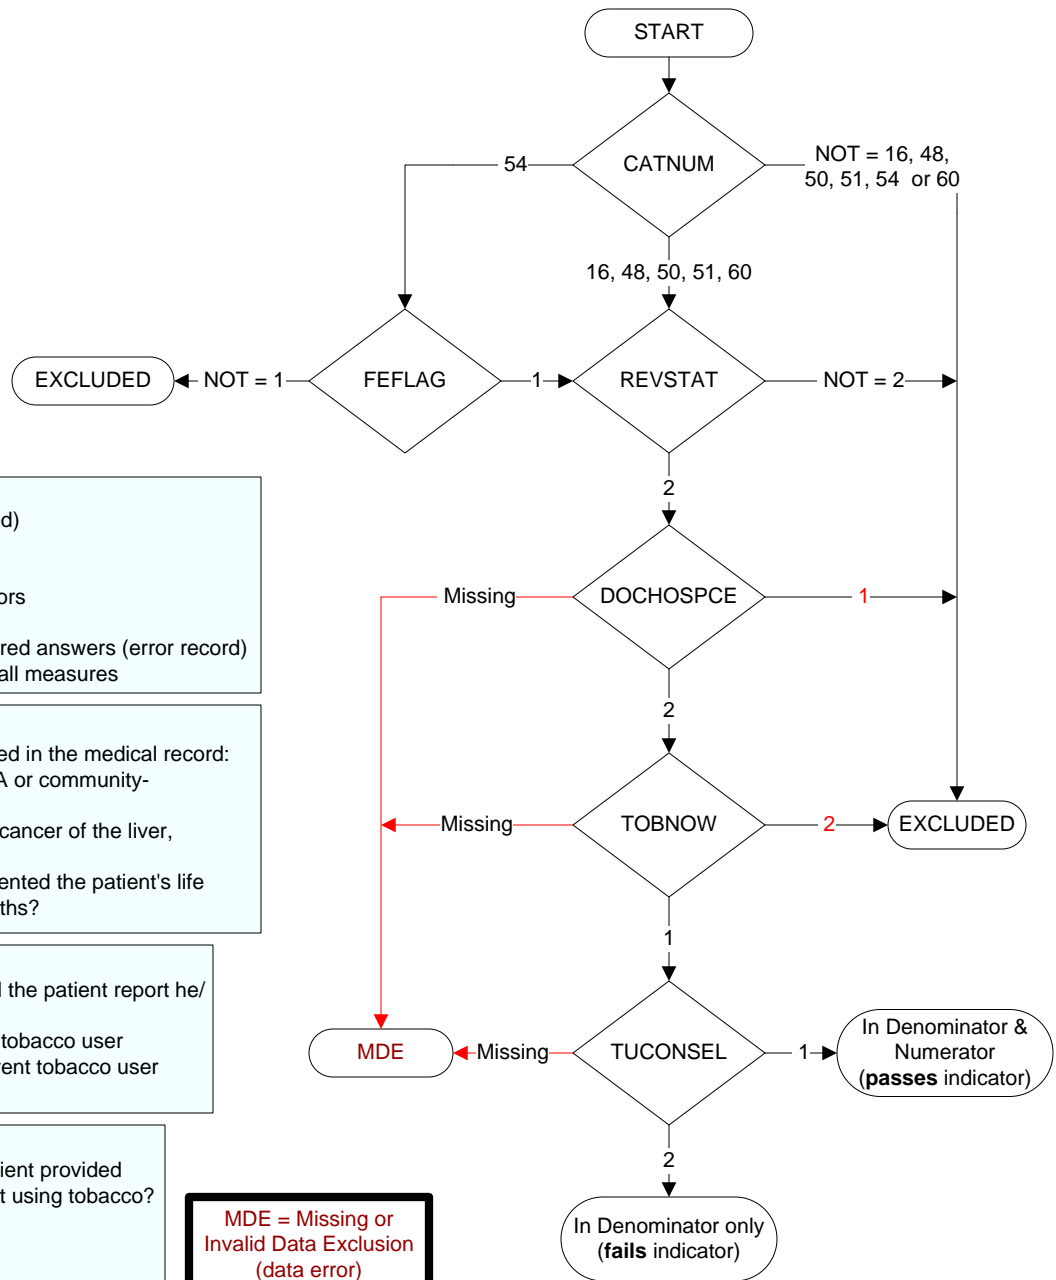 START
CATNUM
54
NOT = 16, 48,
50, 51, 54 or 60
16, 48, 50, 51, 60
EXCLUDED
NOT = 1
FEFLAG
1
REVSTAT
NOT = 2
2
ed)
ors
red answers (error record)
all measures
Missing
DOCHOSPCE
1
2
ed in the medical record:
A or community-
cancer of the liver,
ented the patient's life
ths?
Missing
TOBNOW
2
EXCLUDED
1
d the patient report he/
tobacco user
ent tobacco user
MDE
Missing
TUCONSEL
1
In Denominator &
Numerator
(passes indicator)
2
ient provided
t using tobacco?
MDE = Missing or
Invalid Data Exclusion
(data error)
In Denominator only
(fails indicator)